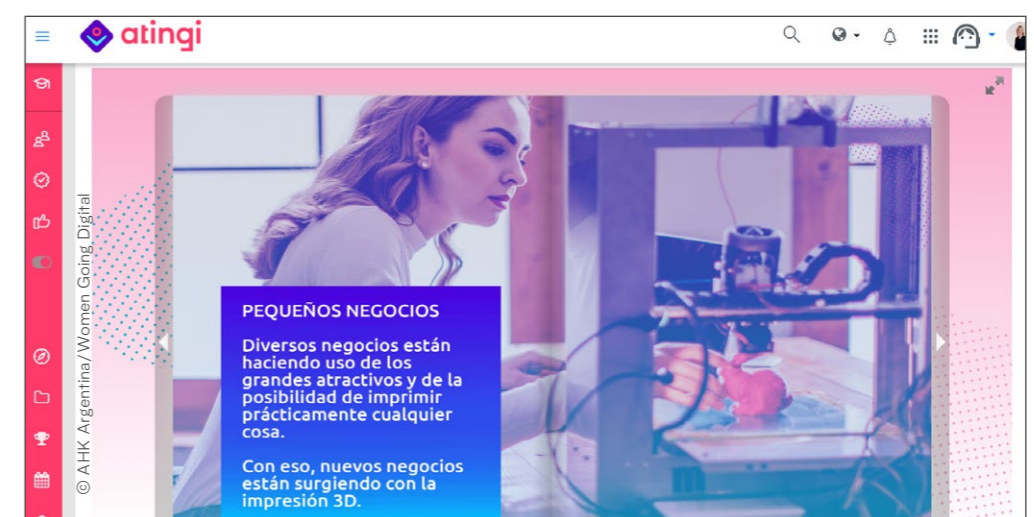 atingi
© AHK Argentina/Women Going Digital
PEQUEÑOS NEGOCIOS
Diversos negocios están
haciendo uso de los
grandes atractivos y de la
posibilidad de imprimir
prácticamente cualquier
cosa.
Con eso, nuevos negocios
están surgiendo con la
impresión 3D.